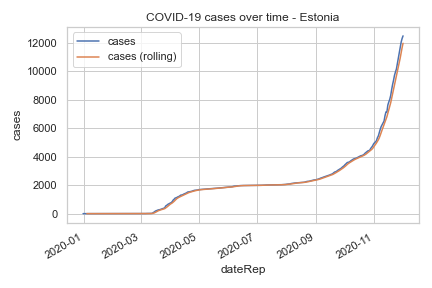 COVID-19 cases over time - Estonia
cases
cases (rolling)
12000
10000
8000
6000
4000
2000
0
cases
2020-01
2020-03
2020-05
2020-07
2020-09
2020-11
dateRep